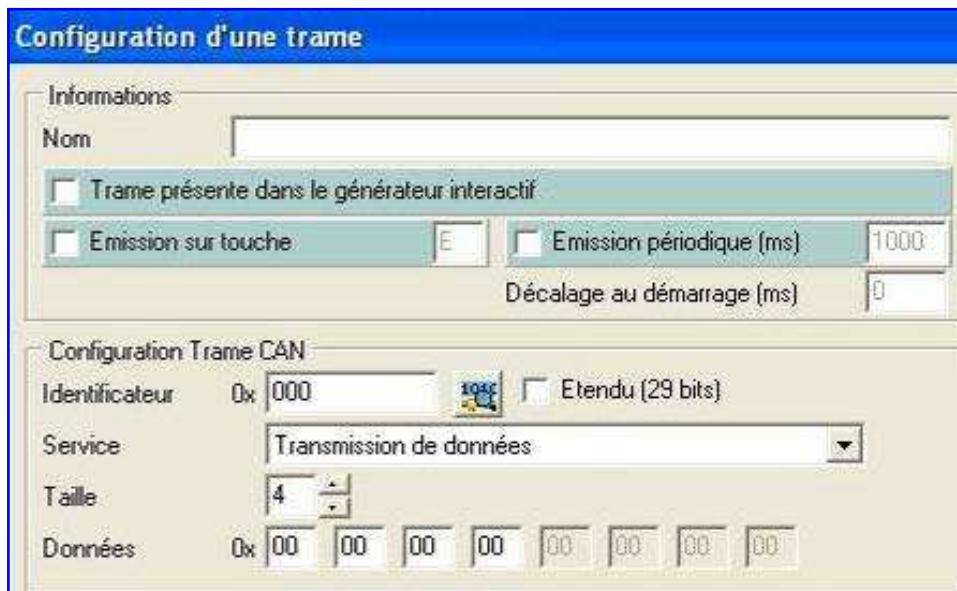 Configuration d'une trame
Informations
Nom
Trame présente dans le générateur interactif
Emission sur touche E Emission périodique (ms) 1000
Décalage au démarrage (ms) 0
Configuration Trame CAN
Identificateur 0x 000 Etendu (29 bits)
Service Transmission de données
Taille 4
Données 0x 00 00 00 00 00 00 00 00